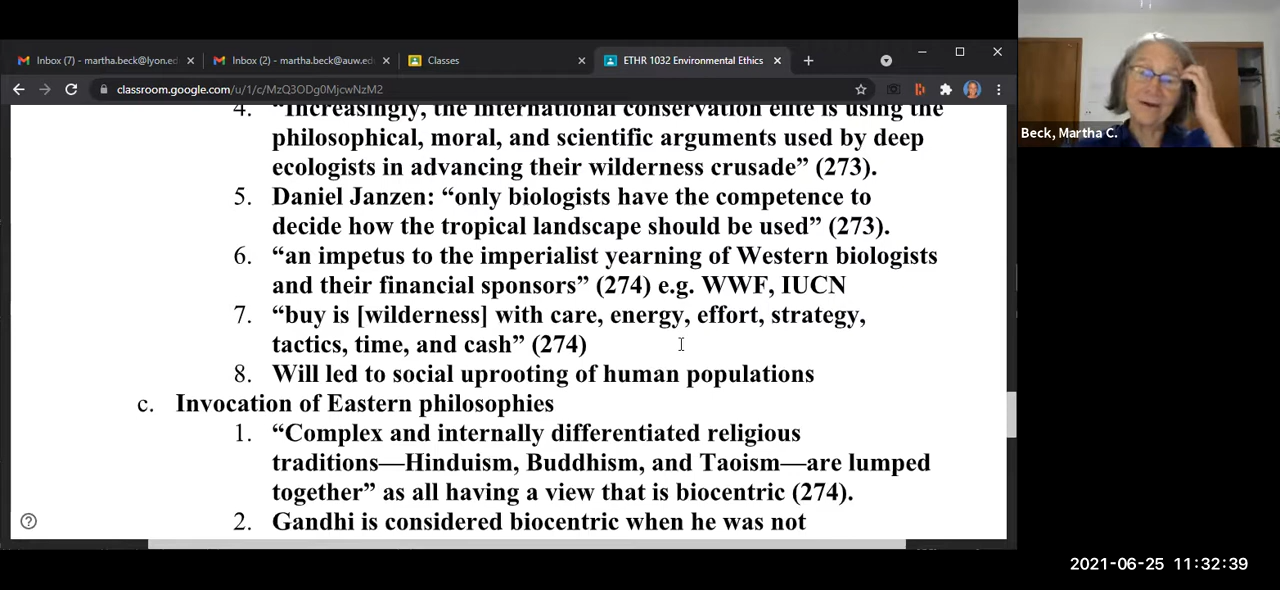 Inbox (7) - martha.beck@lyon.ed
Inbox (2) - martha.beck@auw.ed
Classes
ETHR 1032 Environmental Ethics
classroom.google.com/u/1/c/MzQ3ODg0MjcwNzM2
Beck, Martha C.
4. “Increasingly, the international conservation elite is using the
philosophical, moral, and scientific arguments used by deep
ecologists in advancing their wilderness crusade” (273).
5. Daniel Janzen: “only biologists have the competence to
decide how the tropical landscape should be used” (273).
6. “an impetus to the imperialist yearning of Western biologists
and their financial sponsors” (274) e.g. WWF, IUCN
7. “buy is [wilderness] with care, energy, effort, strategy,
tactics, time, and cash” (274)
8. Will led to social uprooting of human populations
c. Invocation of Eastern philosophies
1. “Complex and internally differentiated religious
traditions—Hinduism, Buddhism, and Taoism—are lumped
together” as all having a view that is biocentric (274).
2. Gandhi is considered biocentric when he was not
2021-06-25 11:32:39